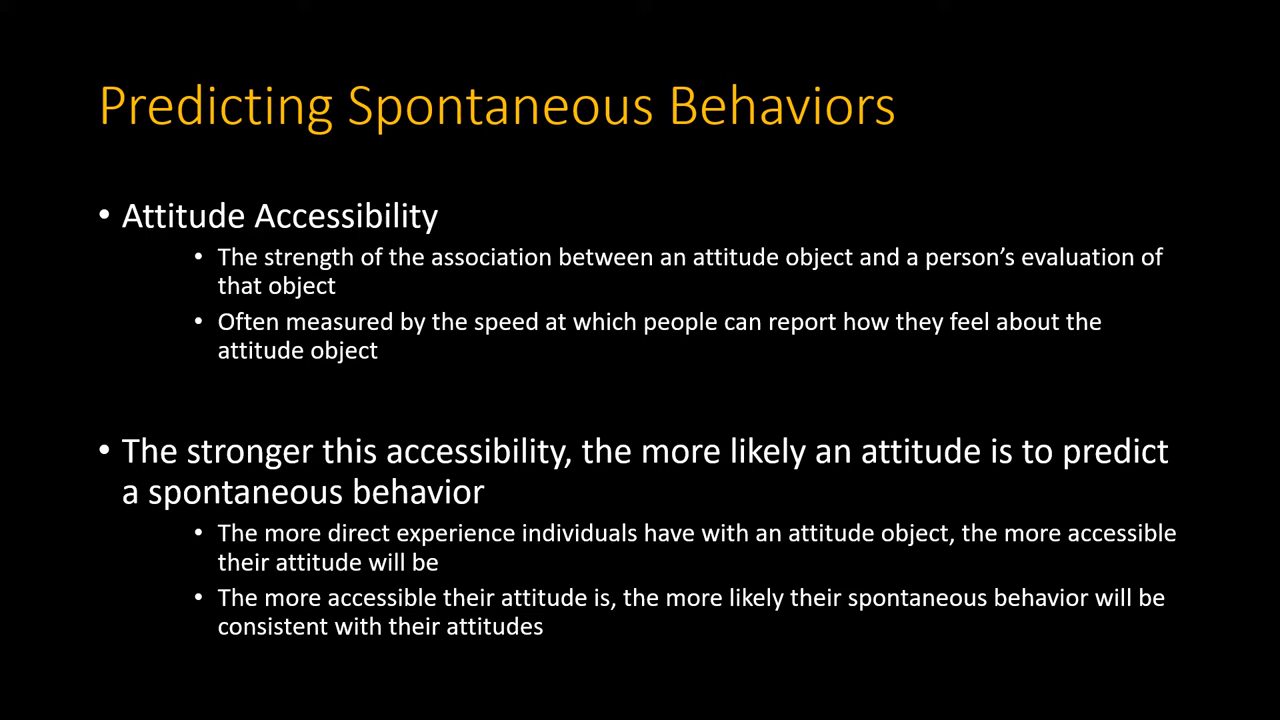 Predicting Spontaneous Behaviors
• Attitude Accessibility
• The strength of the association between an attitude object and a person’s evaluation of
that object
• Often measured by the speed at which people can report how they feel about the
attitude object
• The stronger this accessibility, the more likely an attitude is to predict
a spontaneous behavior
• The more direct experience individuals have with an attitude object, the more accessible
their attitude will be
• The more accessible their attitude is, the more likely their spontaneous behavior will be
consistent with their attitudes